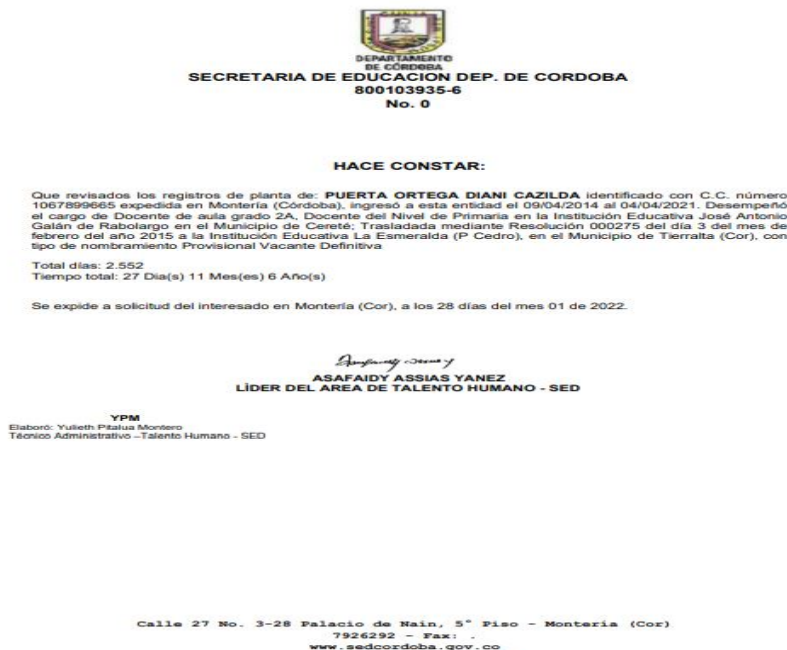 DEPARTAMENTO
DE CÓRDOBA
SECRETARIA DE EDUCACION DEP. DE CORDOBA
800103935-6
No. 0
HACE CONSTAR:
Que revisados los registros de planta de: PUERTA ORTEGA DIANI CAZILDA identificado con C.C. número
1067899665 expedida en Montería (Córdoba), ingresó a esta entidad el 09/04/2014 al 04/04/2021. Desempeñó
el cargo de Docente de aula grado 2A, Docente del Nivel de Primaria en la Institución Educativa José Antonio
Galán de Rabolargo en el Municipio de Cereté; Trasladada mediante Resolución 000275 del día 3 del mes de
febrero del año 2015 a la Institución Educativa La Esmeralda (P Cedro), en el Municipio de Tierralta (Cor), con
tipo de nombramiento Provisional Vacante Definitiva
Total días: 2.552
Tiempo total: 27 Dia(s) 11 Mes(es) 6 Año(s)
Se expide a solicitud del interesado en Montería (Cor), a los 28 días del mes 01 de 2022.
ASAFAIDY ASSIAS YANEZ
LÌDER DEL AREA DE TALENTO HUMANO - SED
YPM
Elaboró: Yulieth Pitalua Montero
Técnico Administrativo –Talento Humano - SED
Calle 27 No. 3-28 Palacio de Nain, 5° Piso - Montería (Cor)
7926292 - Fax: .
www.sedcordoba.gov.co